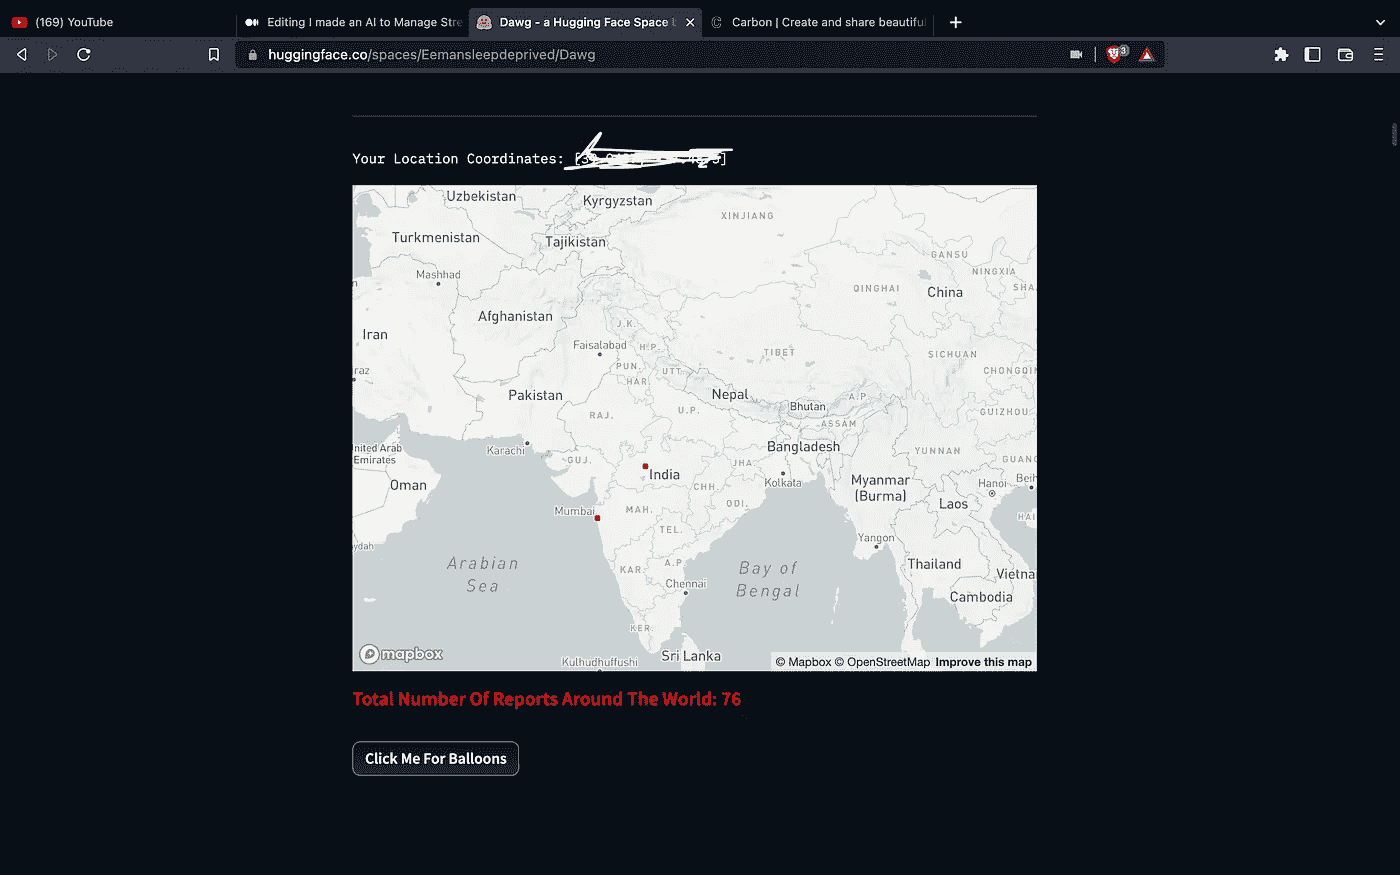 (169) YouTube
Editing I made an AI to Manage Stre
Dawg - a Hugging Face Space b
Carbon | Create and share beautiful
huggingface.co/spaces/Eemansleepdeprived/Dawg
3
Your Location Coordinates:
Uzbekistan
Kyrgyzstan
XINJIANG
Turkmenistan
Tajikistan
GANSU
NINGXIA
Mashhad
QINGHAI
China
SHA
Afghanistan
J.K.
Iran
Faisalabad
H.P.
TIBET
SICHUAN
PUN.
UTT.
CHONGQIN
raz
HAR.
Pakistan
Nepal
Bhutan
A.P.
RAJ.
U.P.
GUIZHOU
ASSAM
Karachi
Bangladesh
YUNNAN
United Arab
Emirates
GUJ.
India
JHA.
GUANG
Oman
Kolkata
Myanmar
(Burma)
Hanoi
Beih
CHH.
Laos
Mumbai
MAH.
ODI.
HAI
TEL.
Yangon
ydah
Arabian
Sea
KAR.
A.P.
Bay of
Bengal
Thailand
Vietna
Chennai
Cambodia
KER.
mapbox
Kulhudhuffushi
Sri Lanka
© Mapbox © OpenStreetMap Improve this map
Total Number Of Reports Around The World: 76
Click Me For Balloons